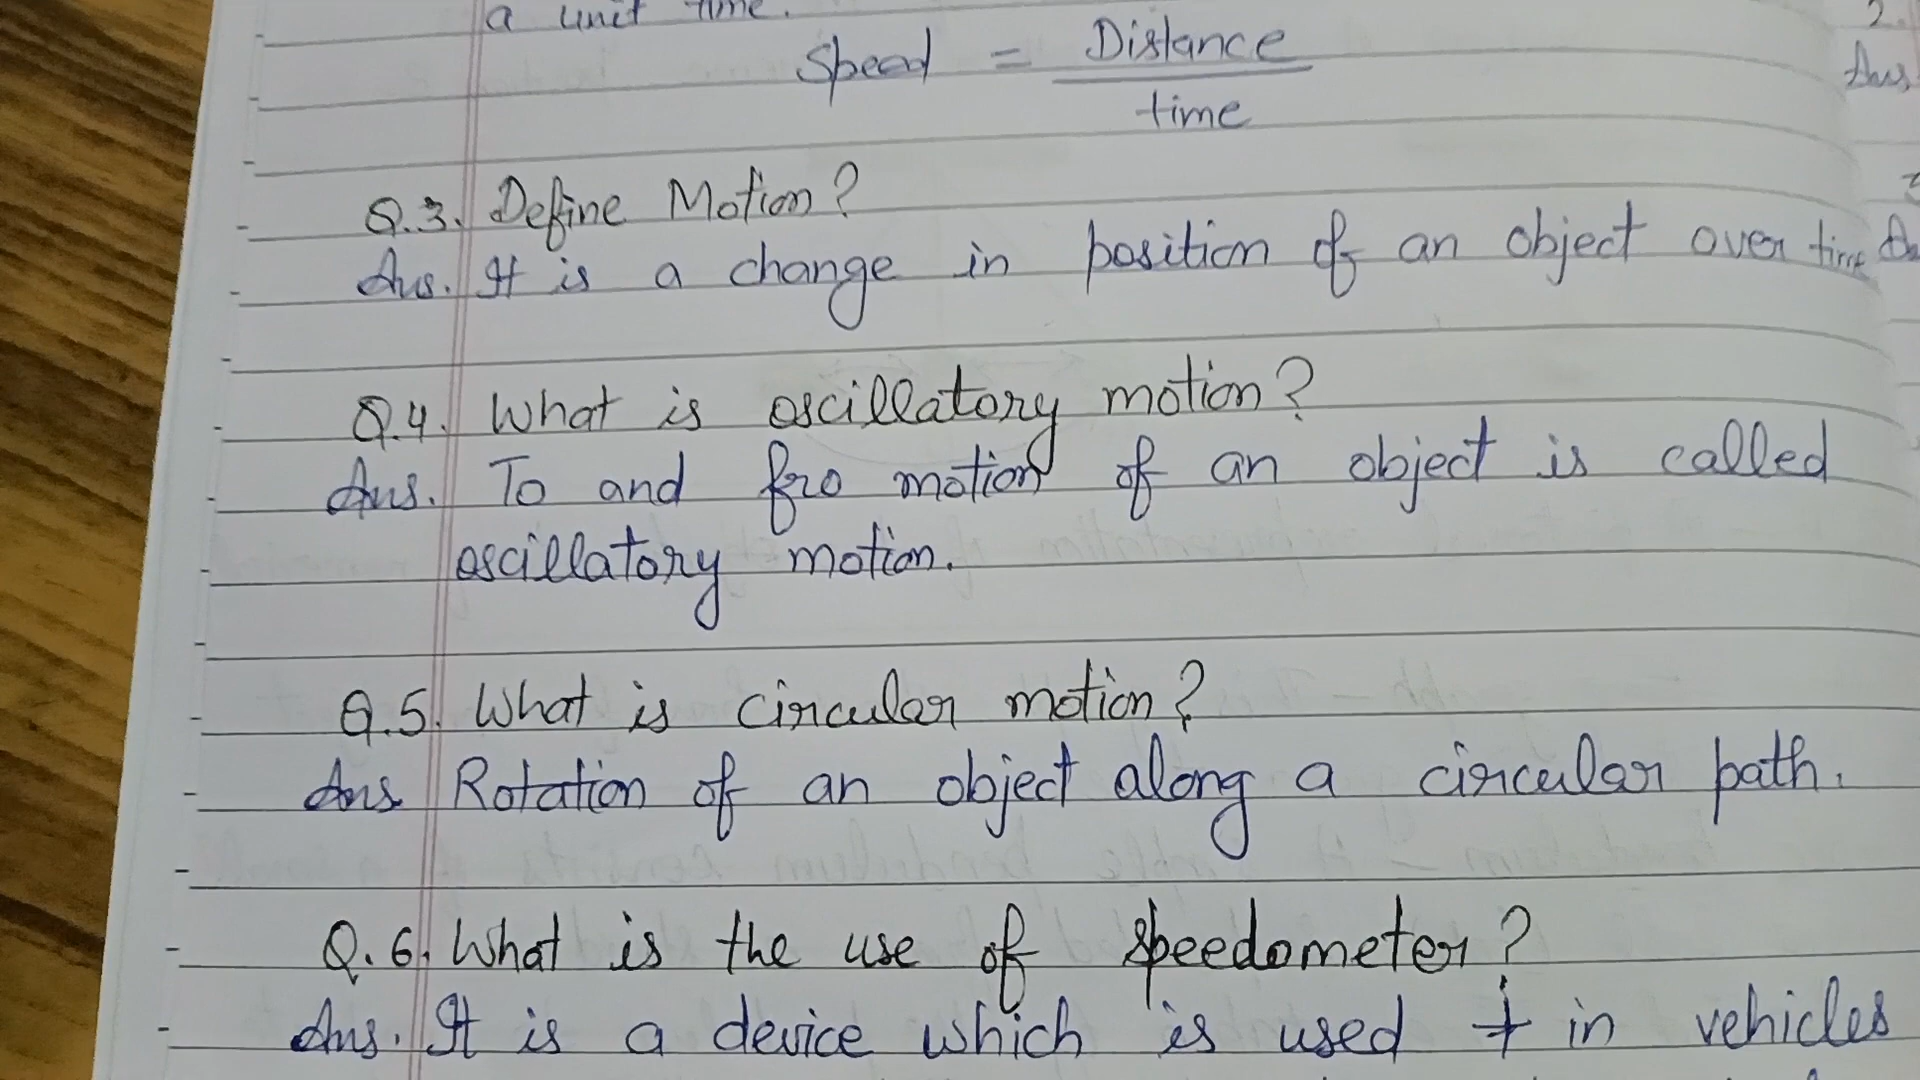 a unit time.
Speed = Distance
time
Q.3. Define Motion?
Ans. It is a change in position of an object over time
Q.4. What is oscillatory motion?
Ans. To and fro motion of an object is called
oscillatory motion.
Q.5. What is circular motion?
Ans Rotation of an object along a circular path.
Q.6. What is the use of speedometer?
Ans. It is a device which is used in vehicles
2.
Ans